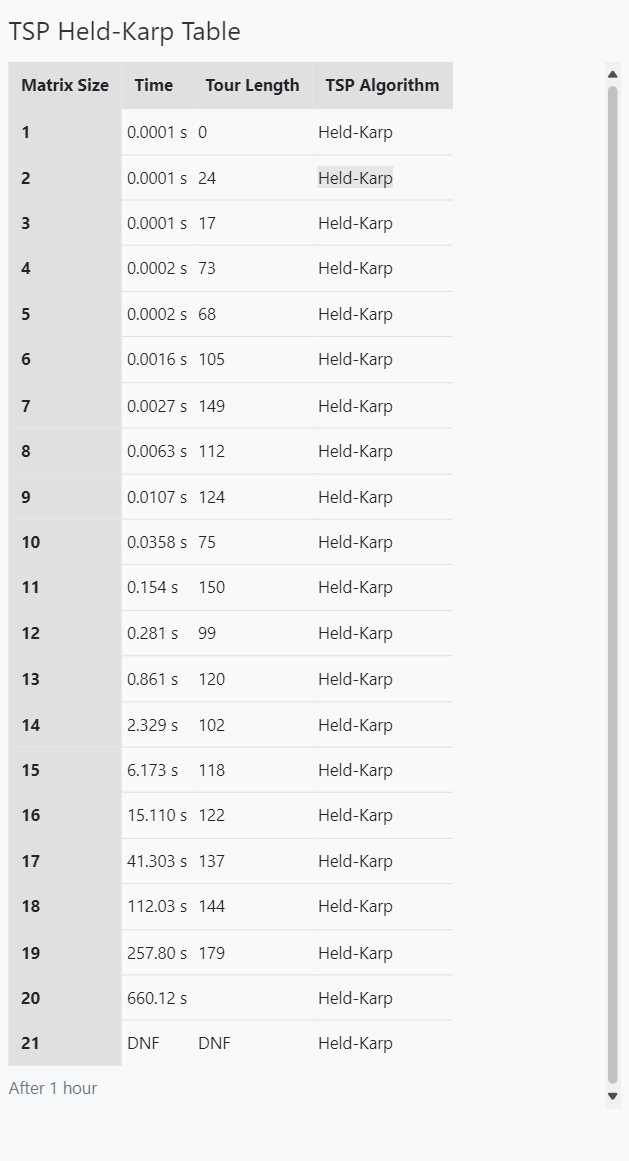 TSP Held-Karp Table
Matrix Size Time Tour Length TSP Algorithm
1 0.0001 s 0 Held-Karp
2 0.0001 s 24 Held-Karp
3 0.0001 s 17 Held-Karp
4 0.0002 s 73 Held-Karp
5 0.0002 s 68 Held-Karp
6 0.0016 s 105 Held-Karp
7 0.0027 s 149 Held-Karp
8 0.0063 s 112 Held-Karp
9 0.0107 s 124 Held-Karp
10 0.0358 s 75 Held-Karp
11 0.154 s 150 Held-Karp
12 0.281 s 99 Held-Karp
13 0.861 s 120 Held-Karp
14 2.329 s 102 Held-Karp
15 6.173 s 118 Held-Karp
16 15.110 s 122 Held-Karp
17 41.303 s 137 Held-Karp
18 112.03 s 144 Held-Karp
19 257.80 s 179 Held-Karp
20 660.12 s Held-Karp
21 DNF DNF Held-Karp
After 1 hour